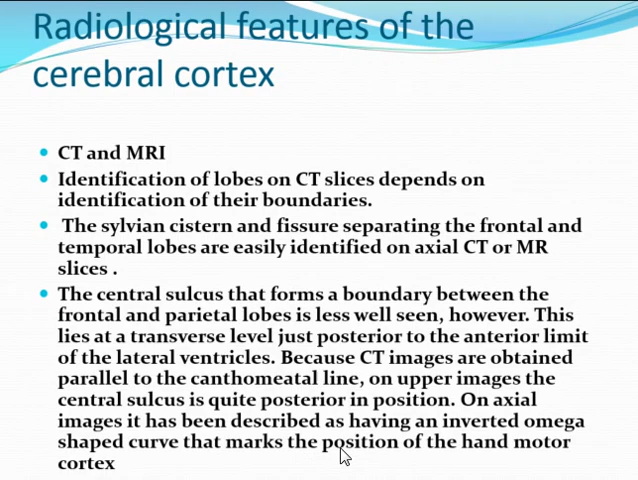 Radiological features of the
cerebral cortex
• CT and MRI
• Identification of lobes on CT slices depends on
identification of their boundaries.
• The sylvian cistern and fissure separating the frontal and
temporal lobes are easily identified on axial CT or MR
slices .
• The central sulcus that forms a boundary between the
frontal and parietal lobes is less well seen, however. This
lies at a transverse level just posterior to the anterior limit
of the lateral ventricles. Because CT images are obtained
parallel to the canthomeatal line, on upper images the
central sulcus is quite posterior in position. On axial
images it has been described as having an inverted omega
shaped curve that marks the position of the hand motor
cortex